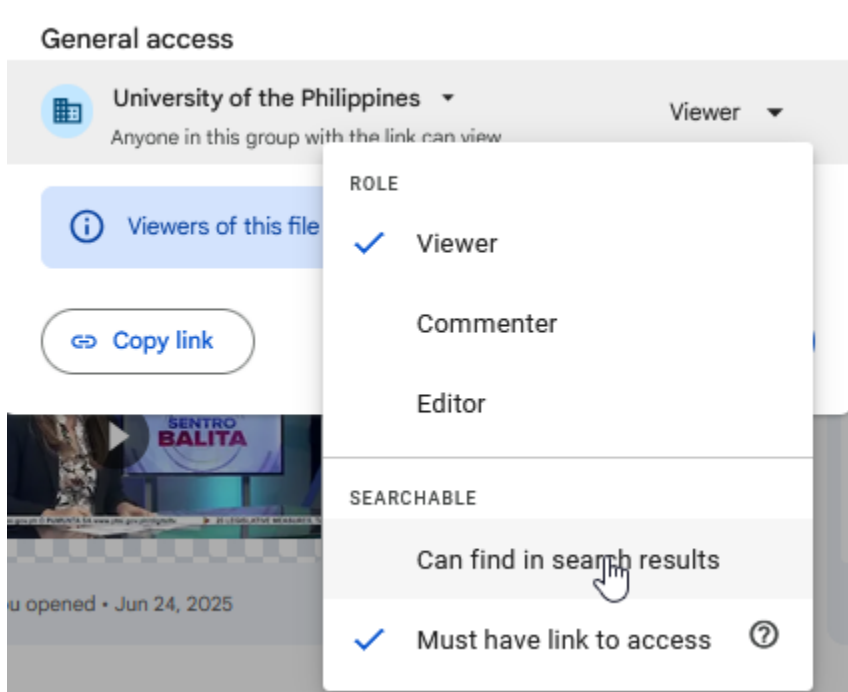 General access
University of the Philippines
Viewer
Anyone in this group with the link can view
ROLE
Viewers of this file
Viewer
Commenter
Copy link
Editor
SENTRO
BALITA
SEARCHABLE
Can find in search results
u opened • Jun 24, 2025
Must have link to access